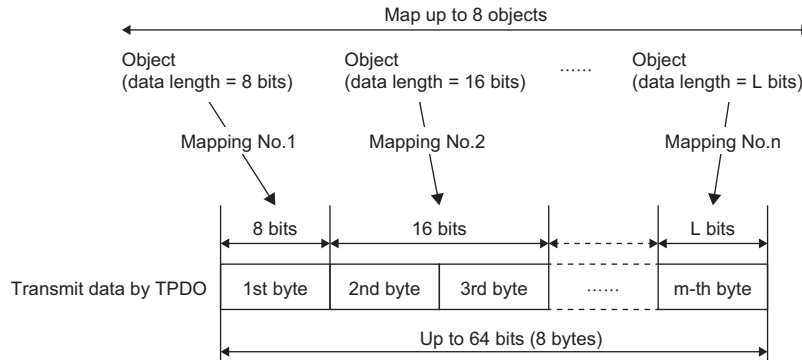 Map up to 8 objects
Object
(data length = 8 bits)
Object
(data length = 16 bits)
......
Object
(data length = L bits)
Mapping No.1
Mapping No.2
Mapping No.n
8 bits
16 bits
L bits
Transmit data by TPDO
1st byte
2nd byte
3rd byte
......
m-th byte
Up to 64 bits (8 bytes)